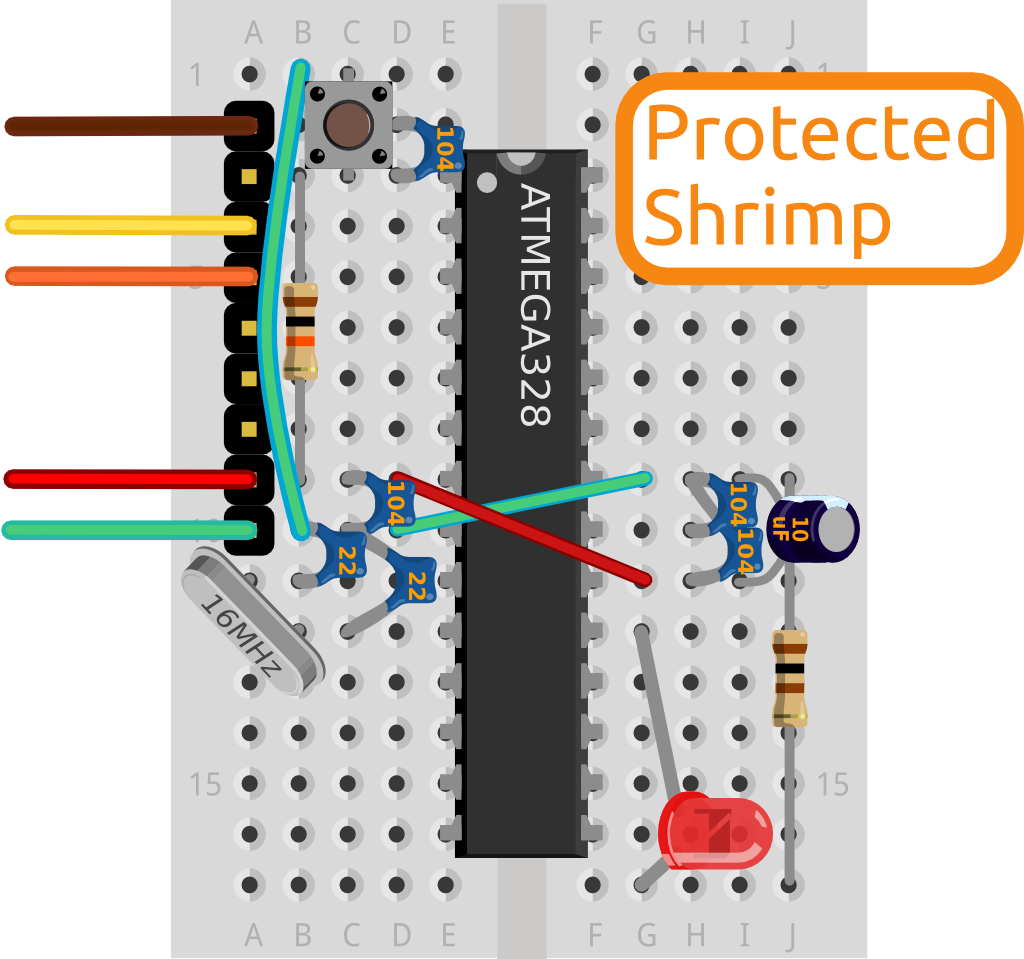 A B C D E F G H I J
1 1
Protected
Shrimp
104
ATMEGA328
104
104
104
10
uF
22
22
16MHz
15 15
A B C D E F G H I J